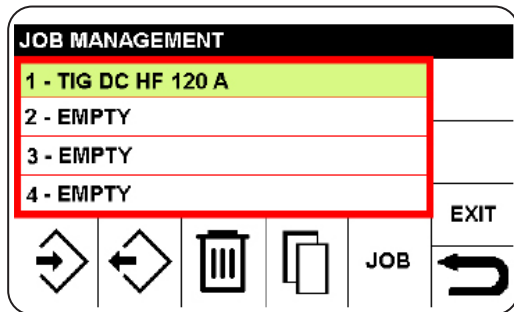 JOB MANAGEMENT
1 - TIG DC HF 120 A
2 - EMPTY
3 - EMPTY
4 - EMPTY
EXIT
JOB